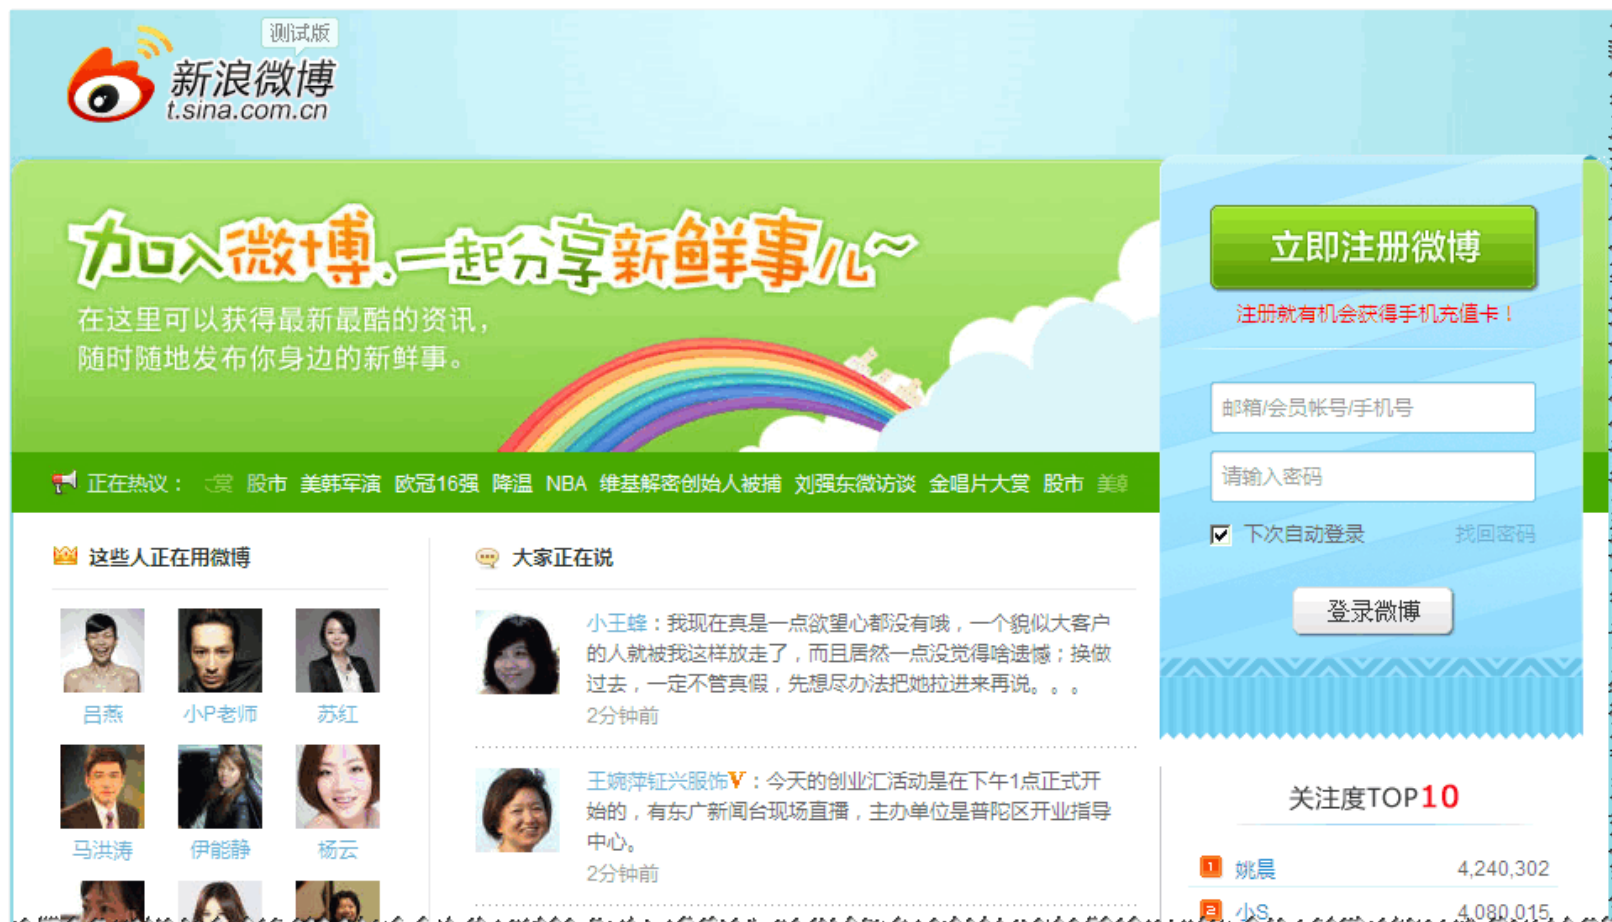 测试版
新浪微博
t.sina.com.cn
加入微博、一起分享新鲜事儿~
在这里可以获得最新最酷的资讯，
随时随地发布你身边的新鲜事。
立即注册微博
注册就有机会获得手机充值卡！
邮箱/会员帐号/手机号
请输入密码
下次自动登录 找回密码
登录微博
正在热议： 赏 股市 美韩军演 欧冠16强 降温 NBA 维基解密创始人被捕 刘强东微访谈 金唱片大赏 股市 美韩
这些人正在用微博
吕燕 小P老师 苏红
马洪涛 伊能静 杨云
大家正在说
小王蜂：我现在真是一点欲望心都没有哦，一个貌似大客户
的人就被我这样放走了，而且居然一点没觉得啥遗憾；换做
过去，一定不管真假，先想尽办法把她拉进来再说。。。
2分钟前
王婉萍钲兴服饰V：今天的创业汇活动是在下午1点正式开
始的，有东广新闻台现场直播，主办单位是普陀区开业指导
中心。
2分钟前
关注度TOP10
1 姚晨 4,240,302
2 小S 4,080,015